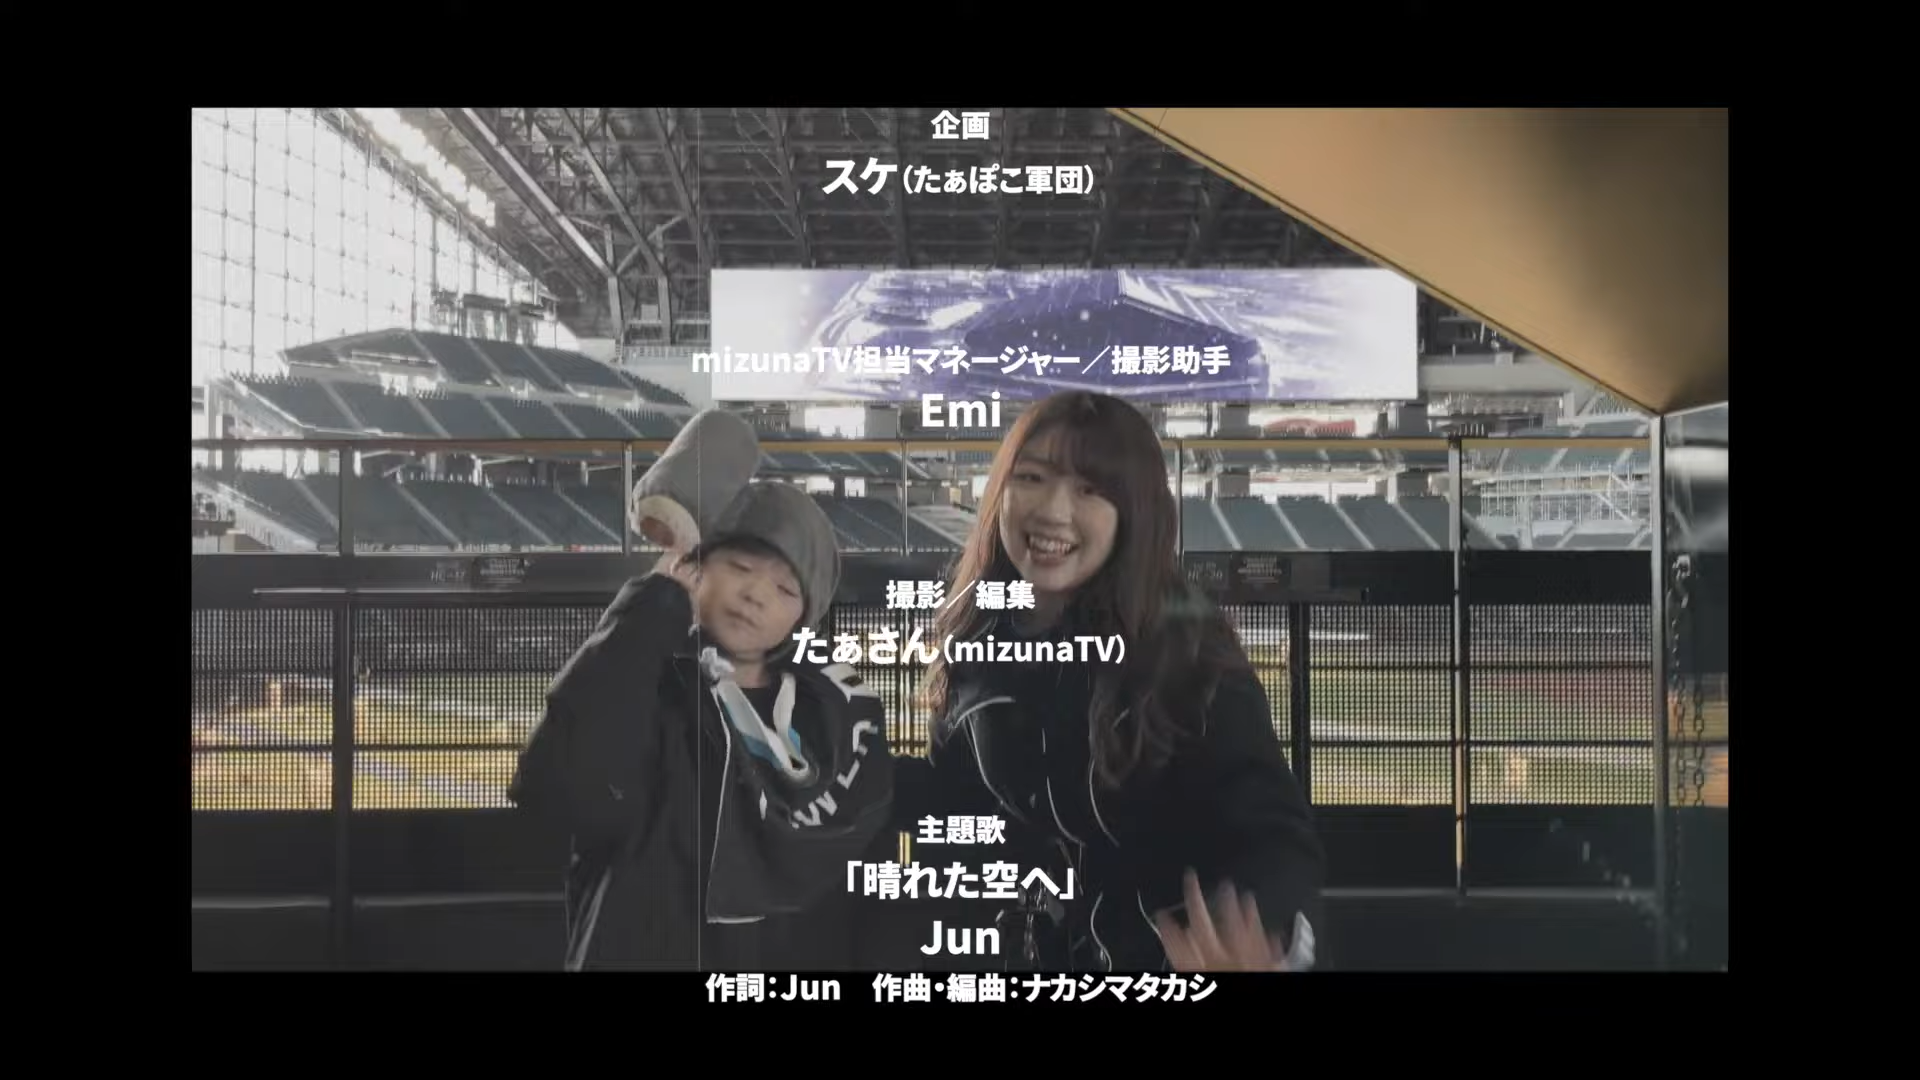 企画
スケ(たぁぽこ軍団)
mizunaTV担当マネージャー／撮影助手
Emi
撮影／編集
たぁさん(mizunaTV)
主題歌
「晴れた空へ」
Jun
作詞:Jun　作曲・編曲:ナカシマタカシ